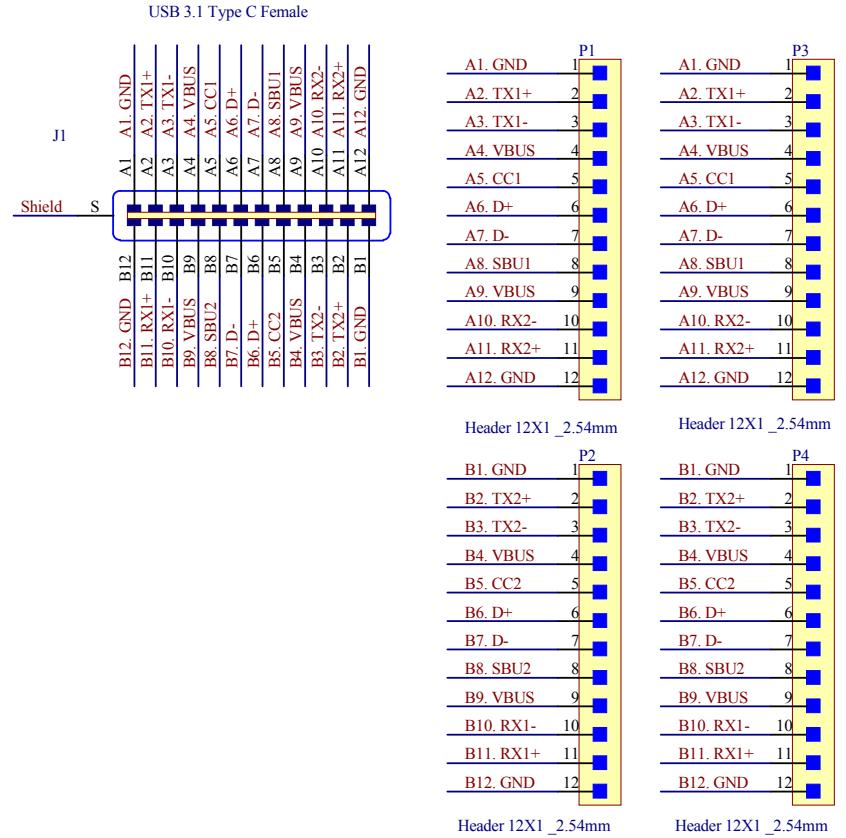 USB 3.1 Type C Female
J1
Shield S
A1. GND
A2. TX1+
A3. TX1-
A4. VBUS
A5. CC1
A6. D+
A7. D-
A8. SBU1
A9. VBUS
A10. RX2-
A11. RX2+
A12. GND
A1
A2
A3
A4
A5
A6
A7
A8
A9
A10
A11
A12
B12
B11
B10
B9
B8
B7
B6
B5
B4
B3
B2
B1
B12. GND
B11. RX1+
B10. RX1-
B9. VBUS
B8. SBU2
B7. D-
B6. D+
B5. CC2
B4. VBUS
B3. TX2-
B2. TX2+
B1. GND
P1
A1. GND 1
A2. TX1+ 2
A3. TX1- 3
A4. VBUS 4
A5. CC1 5
A6. D+ 6
A7. D- 7
A8. SBU1 8
A9. VBUS 9
A10. RX2- 10
A11. RX2+ 11
A12. GND 12
Header 12X1 _2.54mm
P3
A1. GND 1
A2. TX1+ 2
A3. TX1- 3
A4. VBUS 4
A5. CC1 5
A6. D+ 6
A7. D- 7
A8. SBU1 8
A9. VBUS 9
A10. RX2- 10
A11. RX2+ 11
A12. GND 12
Header 12X1 _2.54mm
P2
B1. GND 1
B2. TX2+ 2
B3. TX2- 3
B4. VBUS 4
B5. CC2 5
B6. D+ 6
B7. D- 7
B8. SBU2 8
B9. VBUS 9
B10. RX1- 10
B11. RX1+ 11
B12. GND 12
Header 12X1 _2.54mm
P4
B1. GND 1
B2. TX2+ 2
B3. TX2- 3
B4. VBUS 4
B5. CC2 5
B6. D+ 6
B7. D- 7
B8. SBU2 8
B9. VBUS 9
B10. RX1- 10
B11. RX1+ 11
B12. GND 12
Header 12X1 _2.54mm